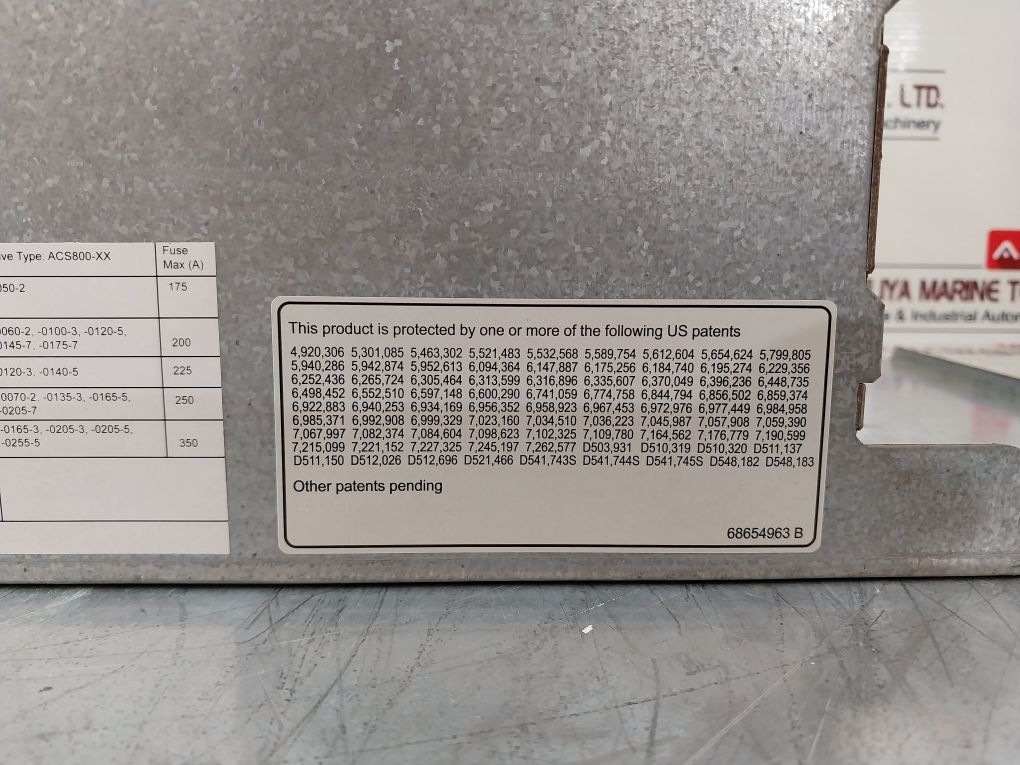 ve Type: ACS800-XX
Fuse
Max (A)
050-2
175
0060-2, -0100-3, -0120-5,
0145-7, -0175-7
200
0120-3. -0140-5
225
-0070-2, -0135-3, -0165-5,
-0205-7
250
-0165-3, -0205-3, -0205-5,
-0255-5
350
This product is protected by one or more of the following US patents
4,920,306 5,301,085 5,463,302 5,521,483 5,532,568 5,589,754 5,612,604 5,654,624 5,799,805
5,940,286 5,942,874 5,952,613 6,094,364 6,147,887 6,175,256 6,184,740 6,195,274 6,229,356
6,252,436 6,265,724 6,305,464 6,313,599 6,316,896 6,335,607 6,370,049 6,396,236 6,448,735
6,498,452 6,552,510 6,597,148 6,600,290 6,741,059 6,774,758 6,844,794 6,856,502 6,859,374
6,922,883 6,940,253 6,934,169 6,956,352 6,958,923 6,967,453 6,972,976 6,977,449 6,984,958
6,985,371 6,992,908 6,999,329 7,023,160 7,034,510 7,036,223 7,045,987 7,057,908 7,059,390
7,067,997 7,082,374 7,084,604 7,098,623 7,102,325 7,109,780 7,164,562 7,176,779 7,190,599
7,215,099 7,221,152 7,227,325 7,245,197 7,262,577 D503,931 D510,319 D510,320 D511,137
D511,150 D512,026 D512,696 D521,466 D541,743S D541,744S D541,745S D548,182 D548,183
Other patents pending
68654963 B
. LTD.
chinery
UYA MARINE T
s & Industrial Autom